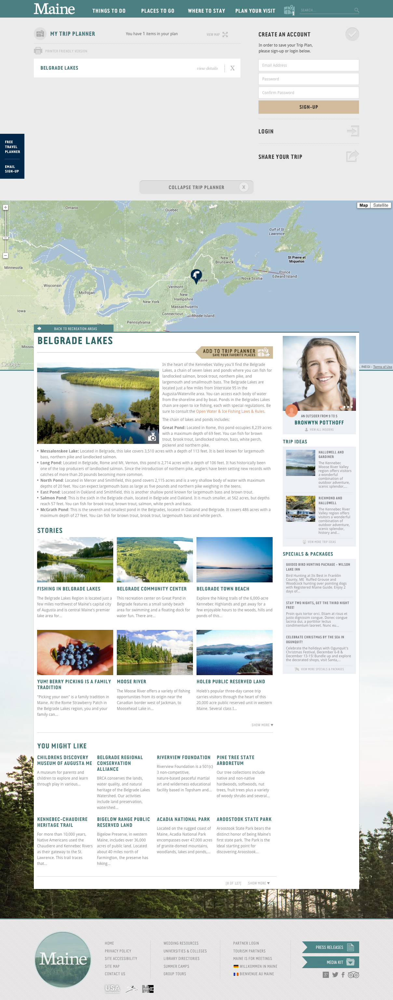 Maine
THINGS TO DO
PLACES TO GO
WHERE TO STAY
PLAN YOUR VISIT
1
SEARCH...
MY TRIP PLANNER
You have 1 items in your plan
VIEW MAP
PRINTER FRIENDLY VERSION
BELGRADE LAKES
view details
X
CREATE AN ACCOUNT
In order to save your Trip Plan,
please sign-up or login below.
Email Address
Password
Confirm Password
SIGN-UP
LOGIN
SHARE YOUR TRIP
FREE
TRAVEL
PLANNER
EMAIL
SIGN-UP
COLLAPSE TRIP PLANNER
X
Map
Satellite
Ontario
Quebec
Gulf of St
Lawrence
New
Brunswick
St Pierre et
Miquelon
Minnesota
Prince
Edward Island
Nova Scotia
Maine
Wisconsin
Vermont
Michigan
New
Hampshire
New York
Massachusetts
Iowa
Connecticut
Rhode Island
Pennsylvania
Ohio
Missou
Google
, INEGI - Terms of Use
BACK TO RECREATION AREAS
BELGRADE LAKES
ADD TO TRIP PLANNER
SAVE YOUR FAVORITE PLACES
In the heart of the Kennebec Valley you'll find the Belgrade
Lakes, a chain of seven lakes and ponds where you can fish for
landlocked salmon, brook trout, northern pike, and
largemouth and smallmouth bass. The Belgrade Lakes are
located just a few miles from Interstate 95 in the
Augusta/Waterville area. You can access each body of water
from the shoreline and by boat. Ponds in the Belgrades Lakes
chain are open to ice fishing, each with special regulations. Be
sure to consult the Open Water & Ice Fishing Laws & Rules.
The chain of lakes and ponds includes:
Great Pond: Located in Rome, this pond occupies 8,239 acres
with a maximum depth of 69 feet. You can fish for brown
trout, brook trout, landlocked salmon, bass, white perch,
pickerel and northern pike.
• Messalonskee Lake: Located in Belgrade, this lake covers 3,510 acres with a depth of 113 feet. It is best known for largemouth
bass, northern pike and landlocked salmon.
• Long Pond: Located in Belgrade, Rome and Mt. Vernon, this pond is 2,714 acres with a depth of 106 feet. It has historically been
one of the top producers of landlocked salmon. Since the introduction of northern pike, anglers have been setting new records with
catches of more than 20 pounds becoming more common.
• North Pond: Located in Mercer and Smithfield, this pond covers 2,115 acres and is a very shallow body of water with maximum
depths of 20 feet. You can expect largemouth bass as large as five pounds and northern pike weighing in the teens.
• East Pond: Located in Oakland and Smithfield, this is another shallow pond known for largemouth bass and brown trout.
• Salmon Pond: This is the sixth in the Belgrade chain, located in Belgrade and Oakland. It is much smaller, at 562 acres, but depths
reach 57 feet. You can fish for brook trout, brown trout, salmon, white perch and bass.
• McGrath Pond: This is the seventh and smallest pond in the Belgrades, located in Oakland and Belgrade. It covers 486 acres with a
maximum depth of 27 feet. You can fish for brown trout, brook trout, largemouth bass and white perch.
STORIES
FISHING IN BELGRADE LAKES
The Belgrade Lakes Region is located just a
few miles northwest of Maine's capital city
of Augusta and is central Maine's premier
lake area for...
BELGRADE COMMUNITY CENTER
This recreation center on Great Pond in
Belgrade features a small sandy beach
area for swimming and a floating dock for
water fun. There are...
BELGRADE TOWN BEACH
Explore the hiking trails of the 6,000-acre
Kennebec Highlands and get away for a
few enjoyable hours to the woods, hills and
ponds of this...
YUM! BERRY PICKING IS A FAMILY
TRADITION
"Picking your own" is a family tradition in
Maine. At the Rome Strawberry Patch in
the Belgrade Lakes region, you and your
family can...
MOOSE RIVER
The Moose River offers a variety of fishing
opportunities from its origin near the
Canadian border west of Jackman, to
Moosehead Lake in...
HOLEB PUBLIC RESERVED LAND
Holeb's popular three-day canoe trip
carries visitors through the heart of this
20,000 acre public reserved unit in western
Maine. Several class I...
SHOW MORE
YOU MIGHT LIKE
CHILDRENS DISCOVERY
MUSEUM OF AUGUSTA ME
A museum for parents and
children to explore and learn
through play in various...
BELGRADE REGIONAL
CONSERVATION
ALLIANCE
BRCA conserves the lands,
water quality, and natural
heritage of the Belgrade Lakes
Watershed. Our activities
include land preservation,
watershed...
RIVERVIEW FOUNDATION
Riverview Foundation is a 501(c)
3 non-competitive,
nature-based peaceful martial
art and wilderness educational
facility based in Topsham and...
PINE TREE STATE
ARBORETUM
Our tree collections include
native and non-native
hardwoods, softwoods, nut
trees, fruit trees plus a variety
of woody shrubs and several...
KENNEBEC-CHAUDIERE
HERITAGE TRAIL
For more than 10,000 years,
Native Americans used the
Chaudiere and Kennebec Rivers
as their gateway to the St.
Lawrence. This trail traces
that...
BIGELOW RANGE PUBLIC
RESERVED LAND
Bigelow Preserve, in western
Maine, includes over 36,000
acres of public land. Located
about 40 miles north of
Farmington, the preserve has
hiking...
ACADIA NATIONAL PARK
Located on the rugged coast of
Maine, Acadia National Park
encompasses over 47,000 acres
of granite-domed mountains,
woodlands, lakes and ponds,...
AROOSTOOK STATE PARK
Aroostook State Park bears the
distinct honor of being Maine's
first state park. The Park is the
ideal starting point for
discovering Aroostook...
[8 OF 127]
SHOW MORE
AN OUTSIDER FROM 9 TO 5
BRONWYN POTTHOFF
VIEW ALL INSIDERS
TRIP IDEAS
HALLOWELL AND
GARDINER
The Kennebec
Moose River Valley
region offers visitors
a wonderful
combination of
outdoor adventure,
scenic splendor,...
RICHMOND AND
HALLOWELL
The Kennebec River
Valley region offers
visitors a wonderful
combination of
outdoor adventure,
scenic splendor,
history and...
VIEW MORE TRIP IDEAS
SPECIALS & PACKAGES
GUIDED BIRD HUNTING PACKAGE - WILSON
LAKE INN
Bird Hunting at Its Best in Franklin
County, ME Ruffed Grouse and
Woodcock hunting over pointing dogs
with Registered Maine Guide. Enjoy 2
days of...
STAY TWO NIGHTS, GET THE THIRD NIGHT
FREE!
Proin quis tortor orci. Etiam at risus et
justo dignissim congue. Donec congue
lacinia dui, a porttitor lectus
condimentum laoreet. Nunc eu...
CELEBRATE CHRISTMAS BY THE SEA IN
OGUNQUIT!
Celebrate the holidays with Ogunquit's
Christmas Festival, December 6-8 &
December 13-15! Bundle up and explore
the decorated shops, visit Santa,...
VIEW MORE SPECIALS & PACKAGES
Maine
HOME
PRIVACY POLICY
SITE ACCESSIBILITY
SITE MAP
CONTACT US
WEDDING RESOURCES
UNIVERSITIES & COLLEGES
LIBRARY DIRECTORIES
SUMMER CAMPS
GROUP TOURS
PARTNER LOGIN
TOURISM PARTNERS
MAINE IS FOR MEETINGS
WILLKOMMEN IN MAINE
BIENVENUE AU MAINE
PRESS RELEASES
MEDIA KIT
USA